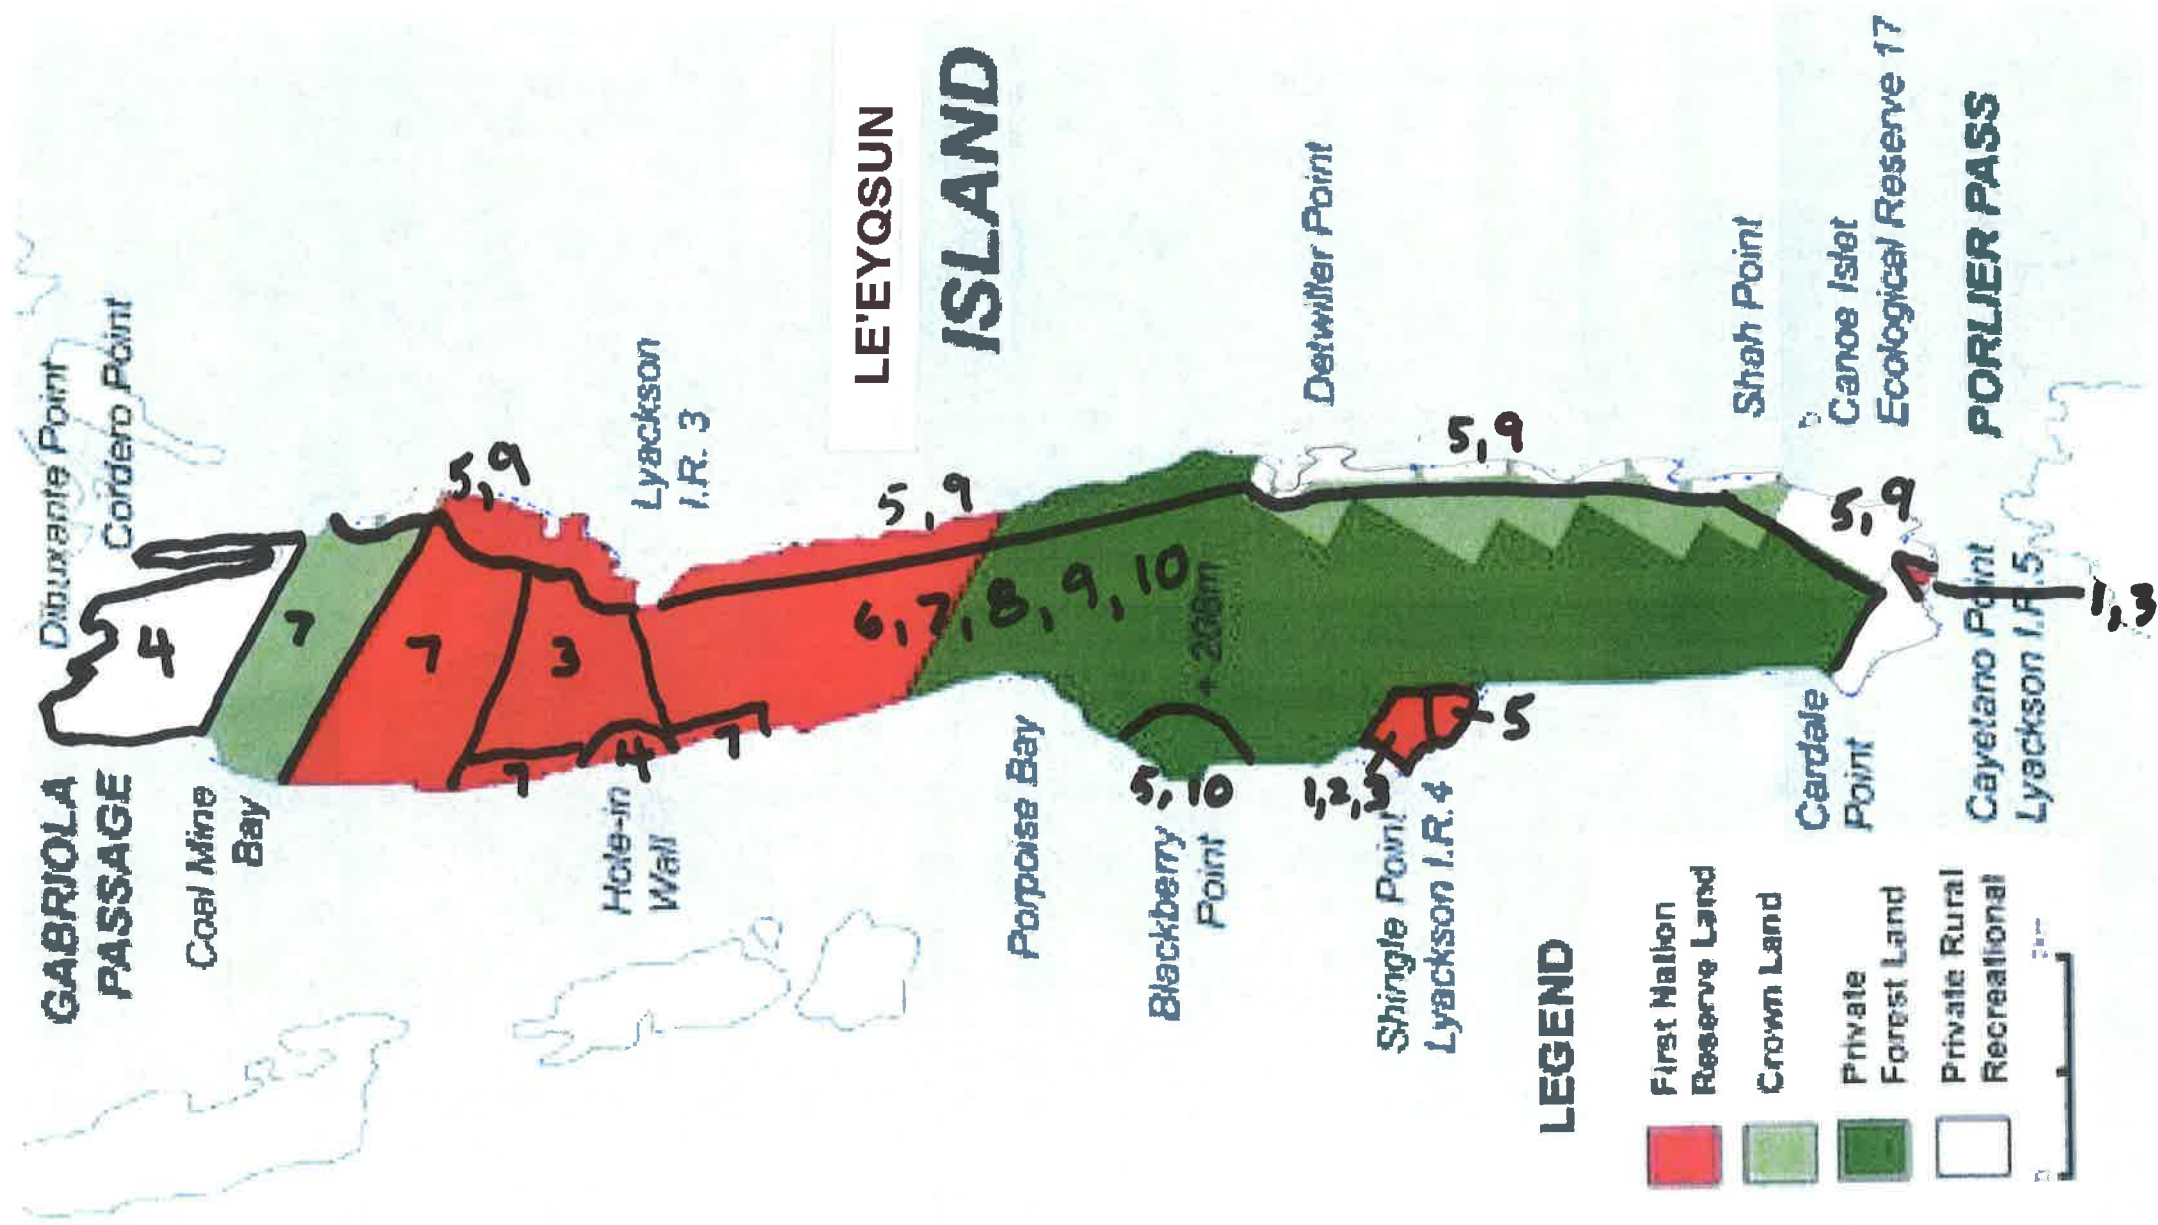 Dibuxante Point
Cordero Point
GABRIOLA
PASSAGE
4
Coal Mine
Bay
7
7
5,9
3
7
4
7
Hole-in
Wall
Lyackson
I.R. 3
LE'EYQSUN
ISLAND
5,9
6,7,8,9,10
Porpoise Bay
+208m
Blackberry
Point
5,10
Detwiller Point
1,2,3
5
Shingle Point
Lyackson I.R. 4
5,9
Shah Point
Canoe Islet
Ecological Reserve 17
5,9
Cardale
Point
PORLIER PASS
Cayetano Point
Lyackson I.R.5
1,3
LEGEND
First Nation
Reserve Land
Crown Land
Private
Forest Land
Private Rural
Recreational